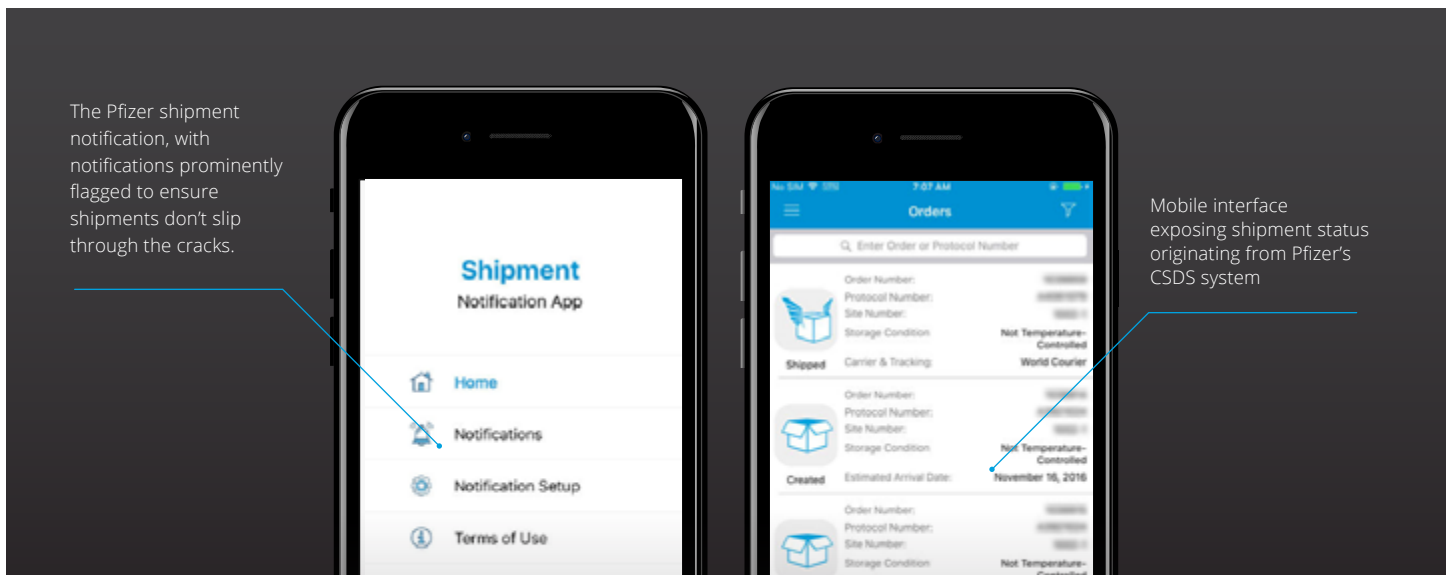 The Pfizer shipment
notification, with
notifications prominently
flagged to ensure
shipments don’t slip
through the cracks.
Shipment
Notification App
Home
Notifications
Notification Setup
Terms of Use
No SIM
7:07 AM
Orders
Enter Order or Protocol Number
Order Number:
Protocol Number:
Site Number:
Storage Condition
Not Temperature-
Controlled
Shipped
Carrier & Tracking:
World Courier
Order Number:
Protocol Number:
Site Number:
Storage Condition
Not Temperature-
Controlled
Created
Estimated Arrival Date:
November 16, 2016
Order Number:
Protocol Number:
Site Number:
Storage Condition
Not Temperature-
Controlled
Mobile interface
exposing shipment status
originating from Pfizer’s
CSDS system